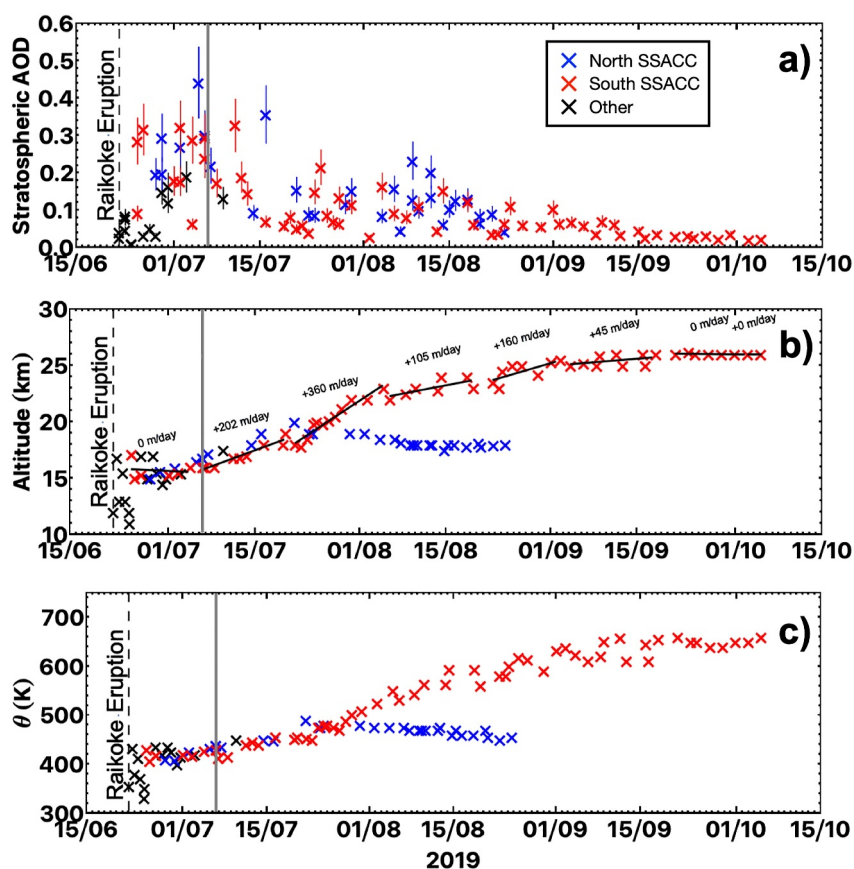 a)
Stratospheric AOD
0.6
0.5
0.4
0.3
0.2
0.1
0.0
Raikoke Eruption
North SSACC
South SSACC
Other
15/06 01/07 15/07 01/08 15/08 01/09 15/09 01/10 15/10
b)
Altitude (km)
30
25
20
15
10
Raikoke Eruption
0 m/day
+202 m/day
+360 m/day
+105 m/day
+160 m/day
+45 m/day
0 m/day
+0 m/day
15/06 01/07 15/07 01/08 15/08 01/09 15/09 01/10 15/10
c)
θ (K)
700
600
500
400
300
Raikoke Eruption
15/06 01/07 15/07 01/08 15/08 01/09 15/09 01/10 15/10
2019